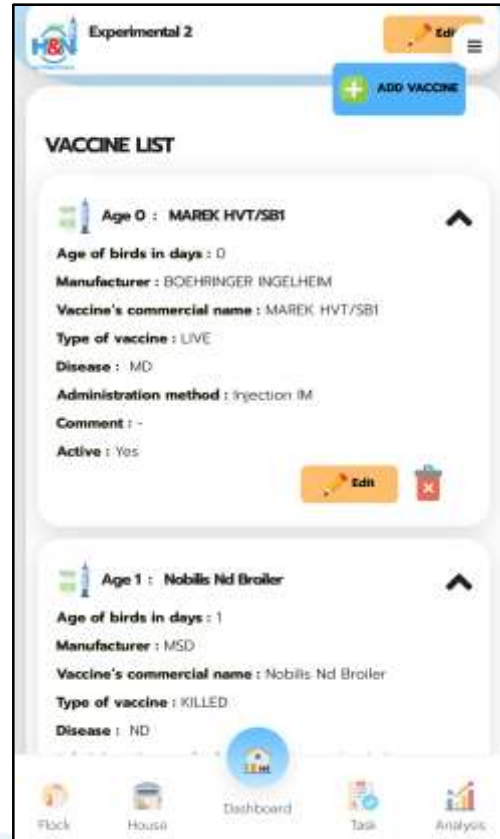 H&N
Experimental 2
Edit
ADD VACCINE
VACCINE LIST
Age 0 : MAREK HVT/SB1
Age of birds in days : 0
Manufacturer : BOEHRINGER INGELHEIM
Vaccine's commercial name : MAREK HVT/SB1
Type of vaccine : LIVE
Disease : MD
Administration method : Injection IM
Comment : -
Active : Yes
Edit
Age 1 : Nobilis Nd Broiler
Age of birds in days : 1
Manufacturer : MSD
Vaccine's commercial name : Nobilis Nd Broiler
Type of vaccine : KILLED
Disease : ND
Flock House Dashboard Task Analysis